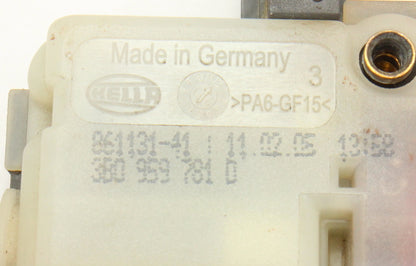 Made in Germany
3
HELLA
>PA6-GF15<
861131-41 : 11.02.05 13:58
3B0 959 781 D